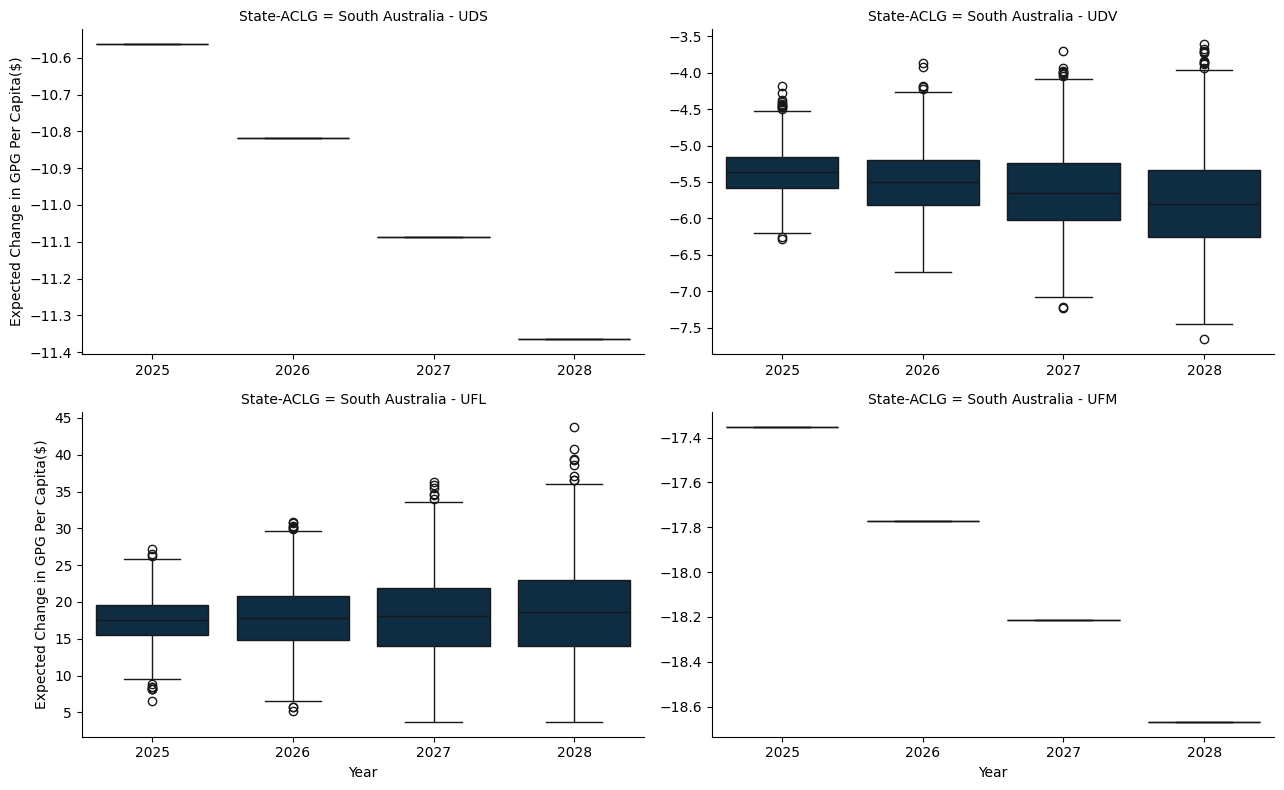 State-ACLG = South Australia - UDS
Expected Change in GPG Per Capita($)
−10.6
−10.7
−10.8
−10.9
−11.0
−11.1
−11.2
−11.3
−11.4
2025 2026 2027 2028
State-ACLG = South Australia - UDV
−3.5
−4.0
−4.5
−5.0
−5.5
−6.0
−6.5
−7.0
−7.5
2025 2026 2027 2028
State-ACLG = South Australia - UFL
Expected Change in GPG Per Capita($)
45
40
35
30
25
20
15
10
5
2025 2026 2027 2028
Year
State-ACLG = South Australia - UFM
−17.4
−17.6
−17.8
−18.0
−18.2
−18.4
−18.6
2025 2026 2027 2028
Year